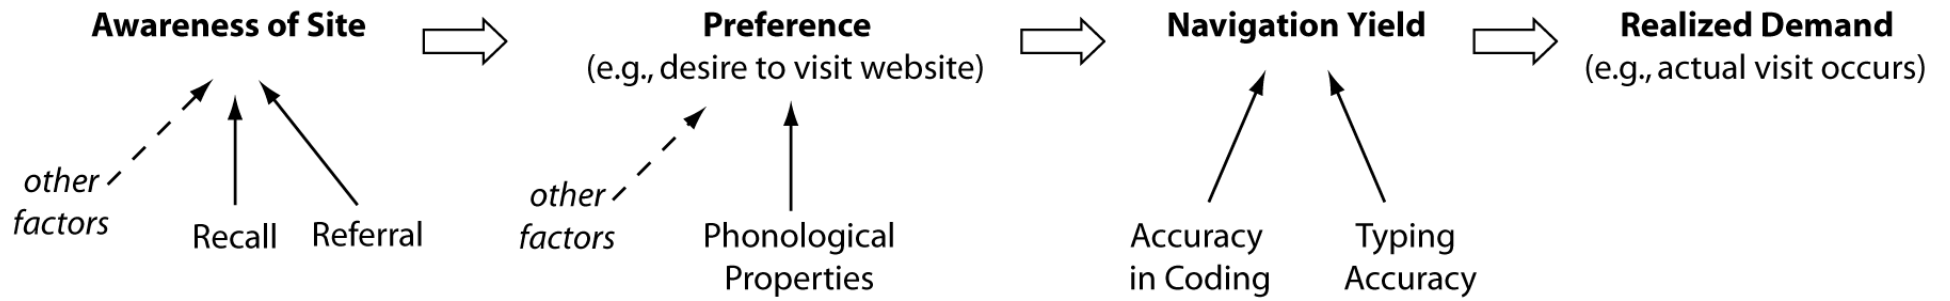 Awareness of Site
Preference
(e.g., desire to visit website)
Navigation Yield
Realized Demand
(e.g., actual visit occurs)
other
factors
Recall
Referral
other
factors
Phonological
Properties
Accuracy
in Coding
Typing
Accuracy